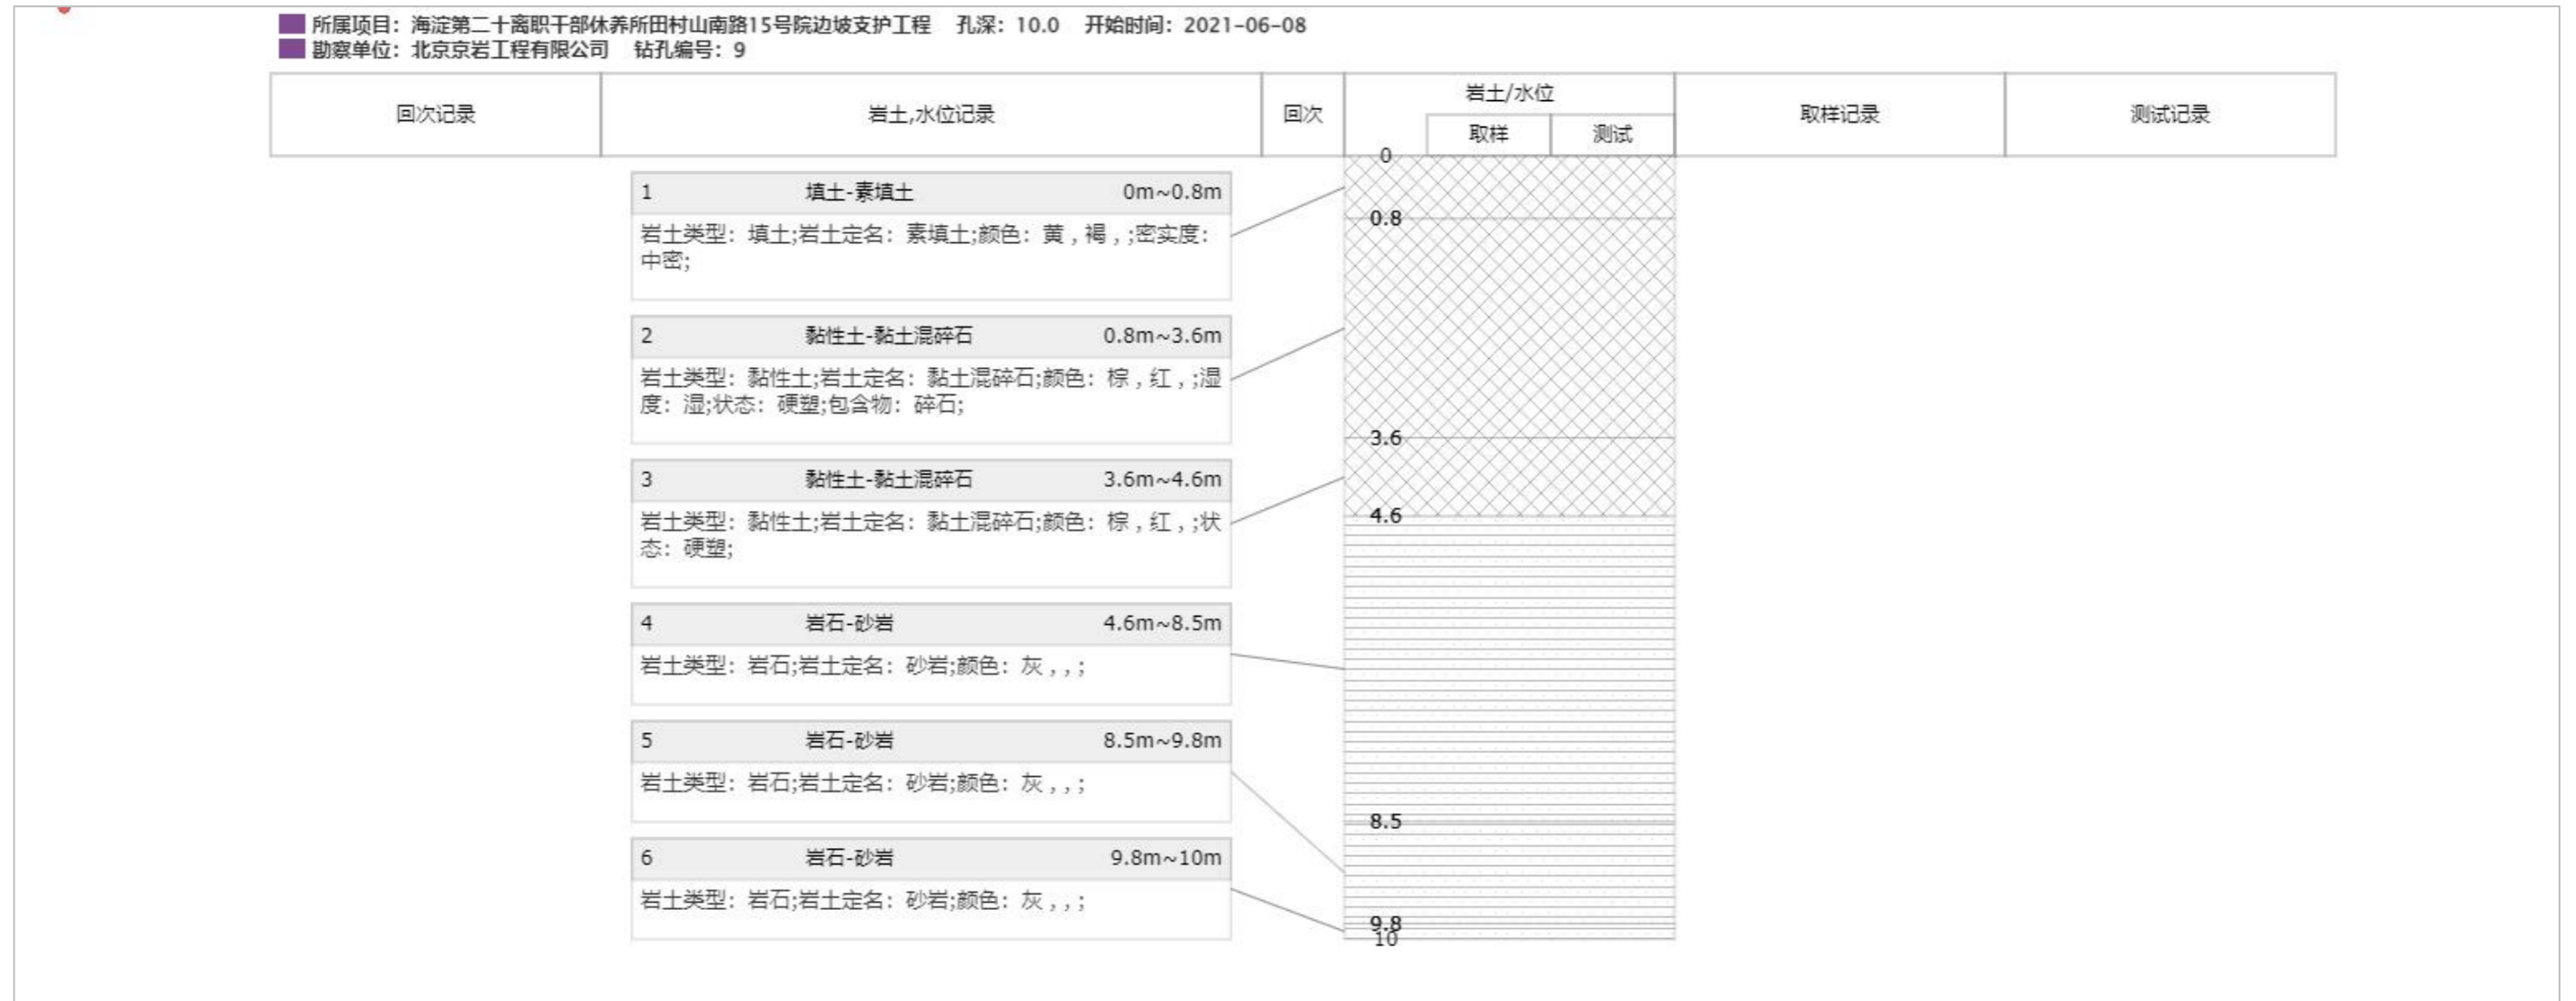 所属项目：海淀第二十离职干部休养所田村山南路15号院边坡支护工程 孔深：10.0 开始时间：2021-06-08
勘察单位：北京京岩工程有限公司 钻孔编号：9
回次记录 岩土,水位记录 回次 岩土/水位 取样记录 测试记录
取样 测试
0
1 填土-素填土 0m~0.8m
岩土类型：填土;岩土定名：素填土;颜色：黄 , 褐 , ;密实度：
中密;
0.8
2 黏性土-黏土混碎石 0.8m~3.6m
岩土类型：黏性土;岩土定名：黏土混碎石;颜色：棕 , 红 , ;湿
度：湿;状态：硬塑;包含物：碎石;
3.6
3 黏性土-黏土混碎石 3.6m~4.6m
岩土类型：黏性土;岩土定名：黏土混碎石;颜色：棕 , 红 , ;状
态：硬塑;
4.6
4 岩石-砂岩 4.6m~8.5m
岩土类型：岩石;岩土定名：砂岩;颜色：灰 , , ;
5 岩石-砂岩 8.5m~9.8m
岩土类型：岩石;岩土定名：砂岩;颜色：灰 , , ;
8.5
6 岩石-砂岩 9.8m~10m
岩土类型：岩石;岩土定名：砂岩;颜色：灰 , , ;
9.8
10